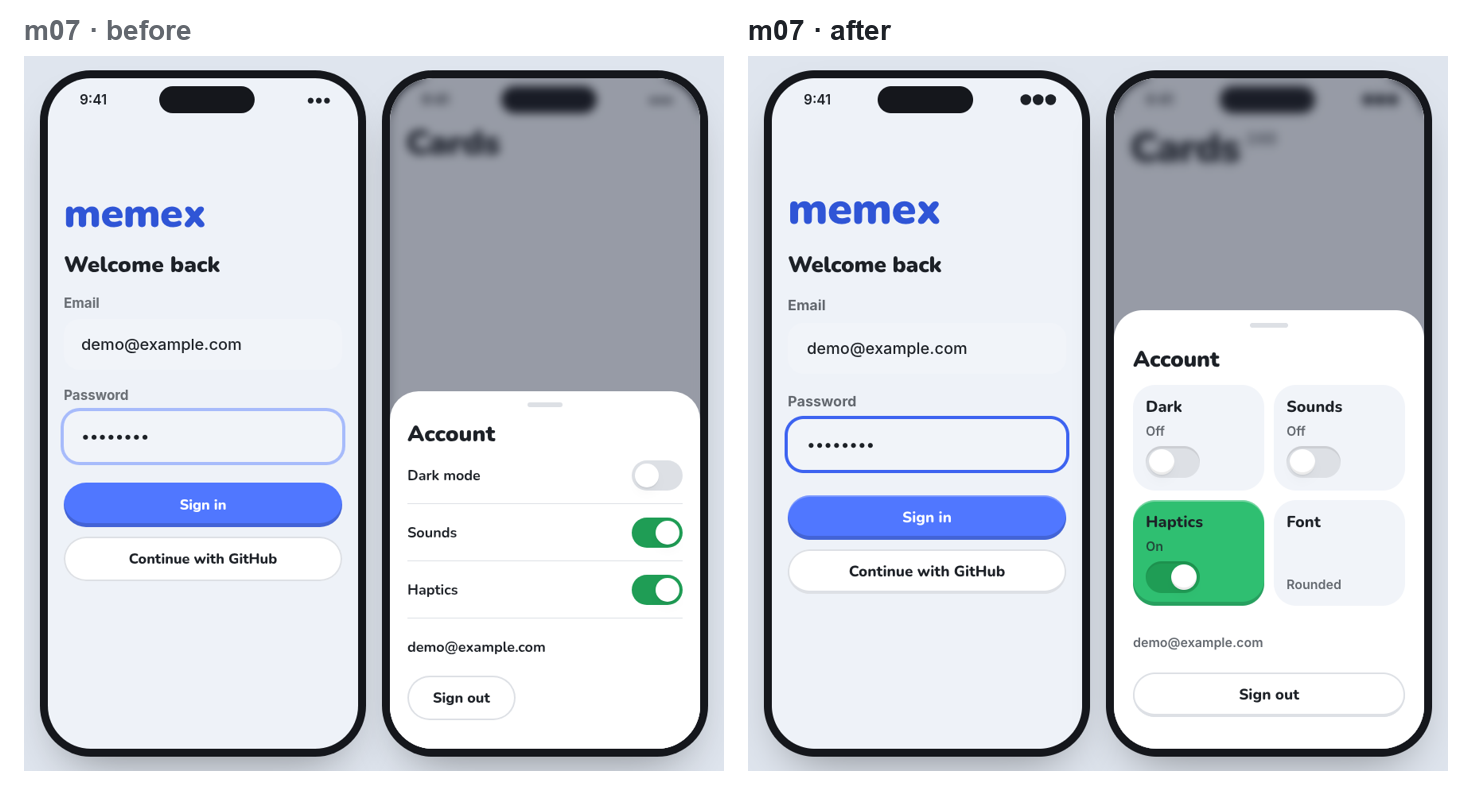 m07 · before
9:41
memex
Welcome back
Email
demo@example.com
Password
Sign in
Continue with GitHub
Cards
Account
Dark mode
Sounds
Haptics
demo@example.com
Sign out
m07 · after
9:41
memex
Welcome back
Email
demo@example.com
Password
Sign in
Continue with GitHub
Cards
Account
Dark
Off
Sounds
Off
Haptics
On
Font
Rounded
demo@example.com
Sign out